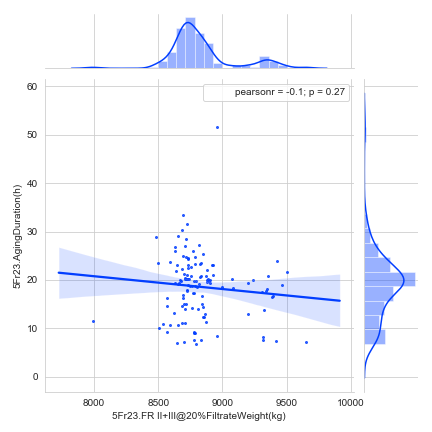 pearsonr = -0.1; p = 0.27
60
50
40
30
20
10
0
5Fr23.AgingDuration(h)
8000 8500 9000 9500 10000
5Fr23.FR II+III@20%FiltrateWeight(kg)